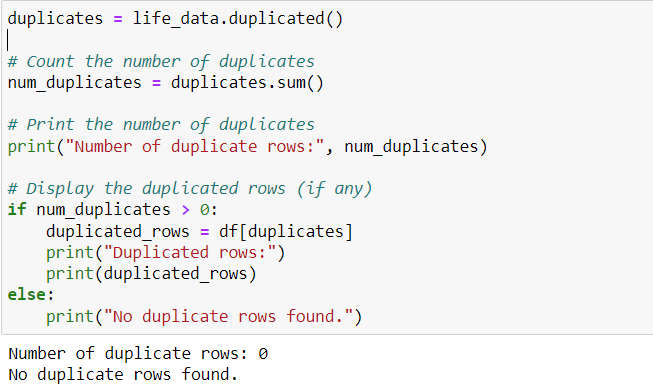 duplicates = life_data.duplicated()
# Count the number of duplicates
num_duplicates = duplicates.sum()
# Print the number of duplicates
print("Number of duplicate rows:", num_duplicates)
# Display the duplicated rows (if any)
if num_duplicates > 0:
    duplicated_rows = df[duplicates]
    print("Duplicated rows:")
    print(duplicated_rows)
else:
    print("No duplicate rows found.")
Number of duplicate rows: 0
No duplicate rows found.